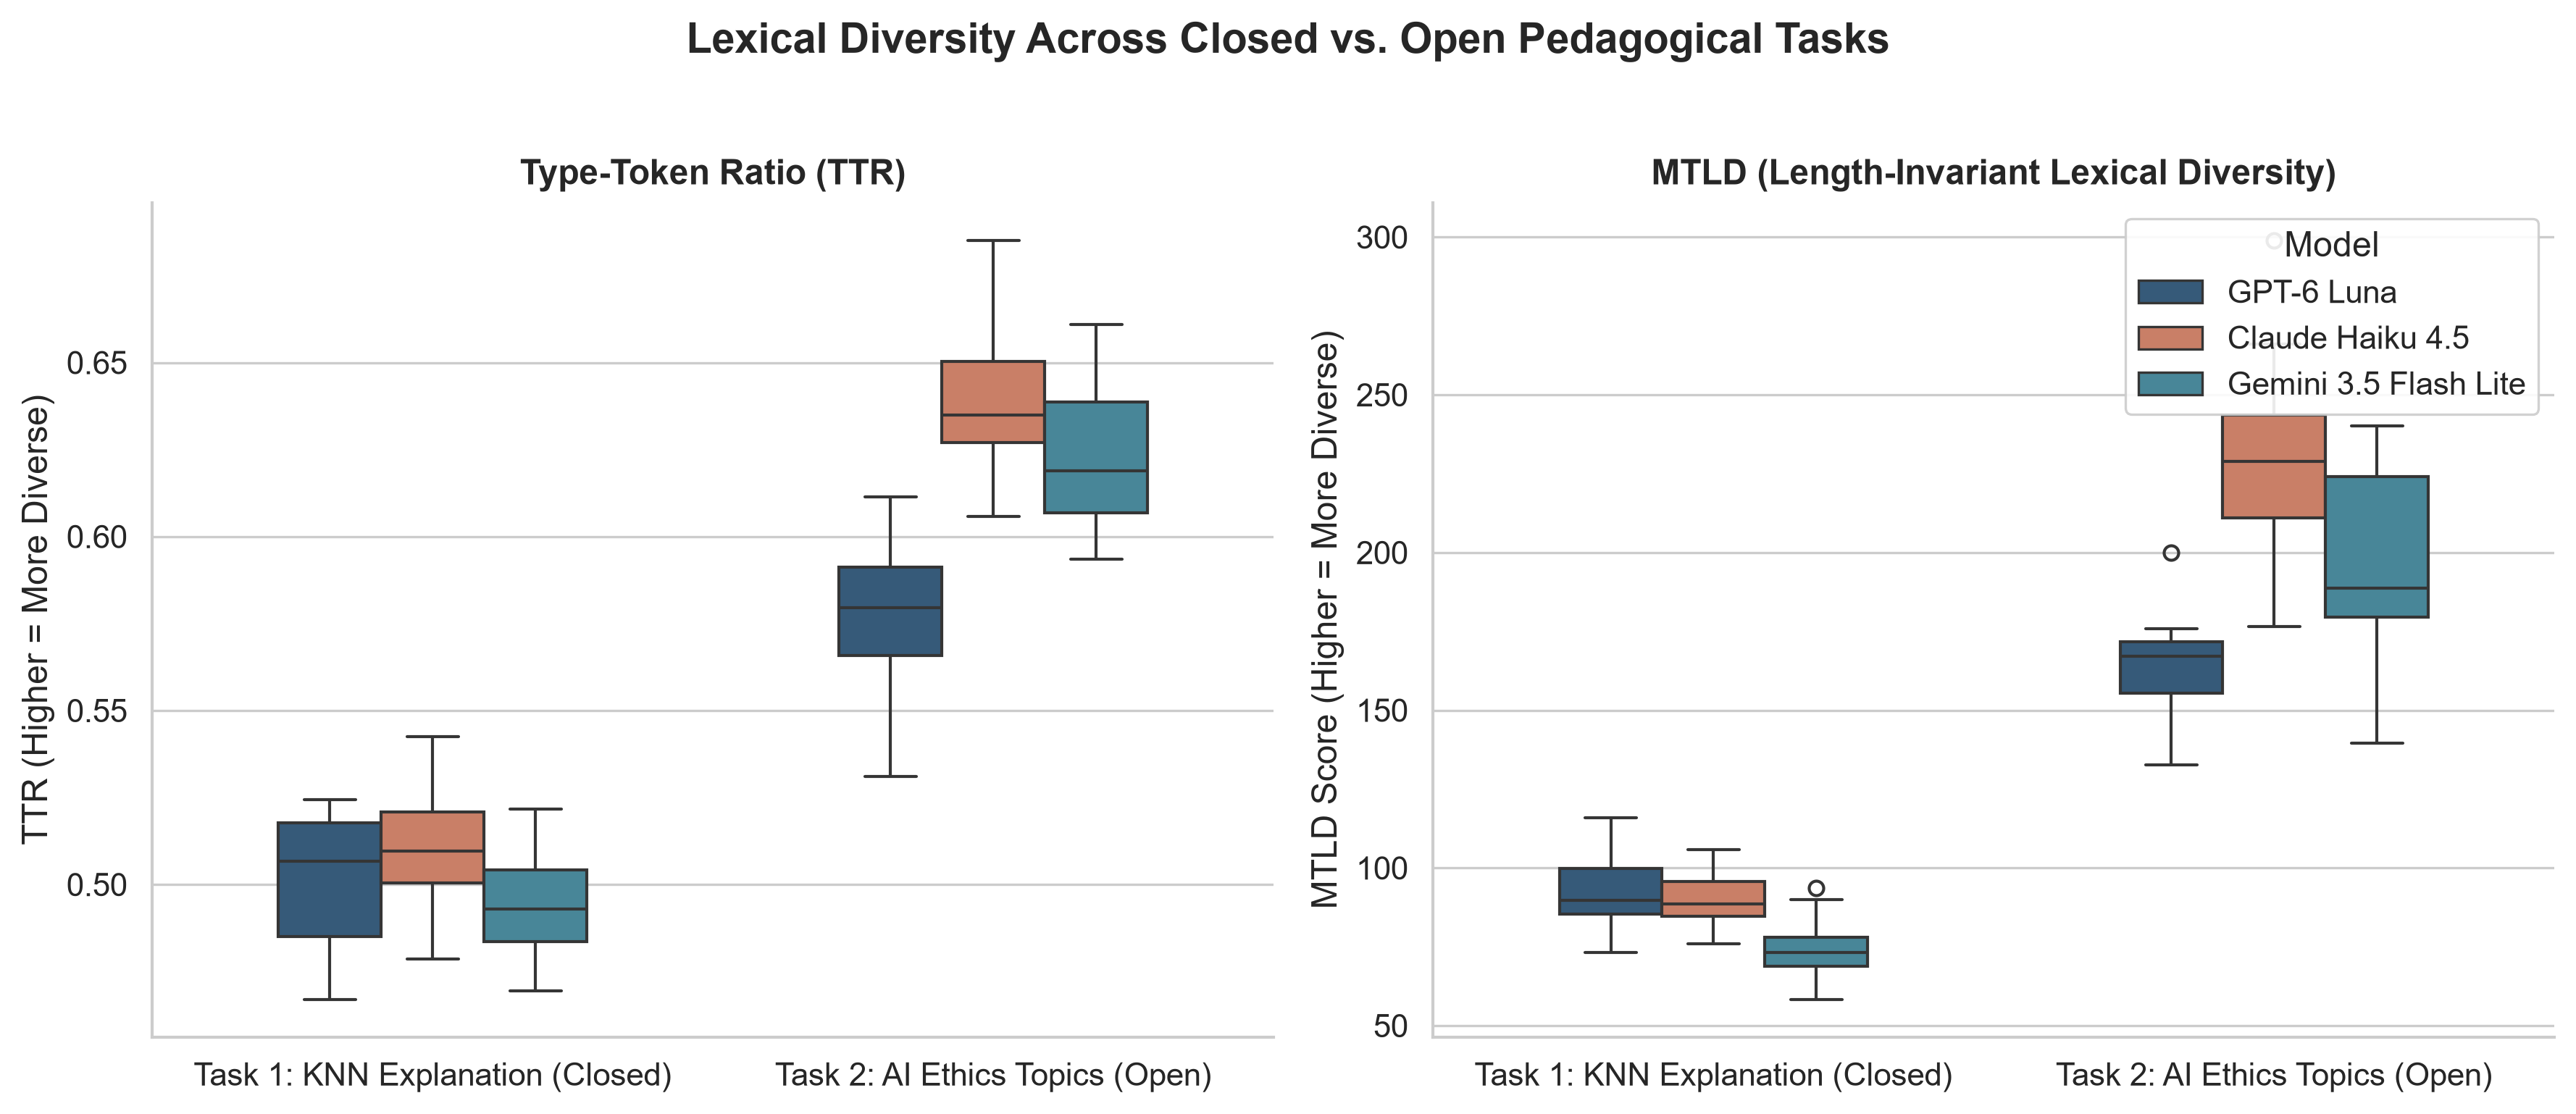 Lexical Diversity Across Closed vs. Open Pedagogical Tasks
Type-Token Ratio (TTR)
TTR (Higher = More Diverse)
0.65
0.60
0.55
0.50
Task 1: KNN Explanation (Closed)
Task 2: AI Ethics Topics (Open)
MTLD (Length-Invariant Lexical Diversity)
MTLD Score (Higher = More Diverse)
300
250
200
150
100
50
Model
GPT-6 Luna
Claude Haiku 4.5
Gemini 3.5 Flash Lite
Task 1: KNN Explanation (Closed)
Task 2: AI Ethics Topics (Open)